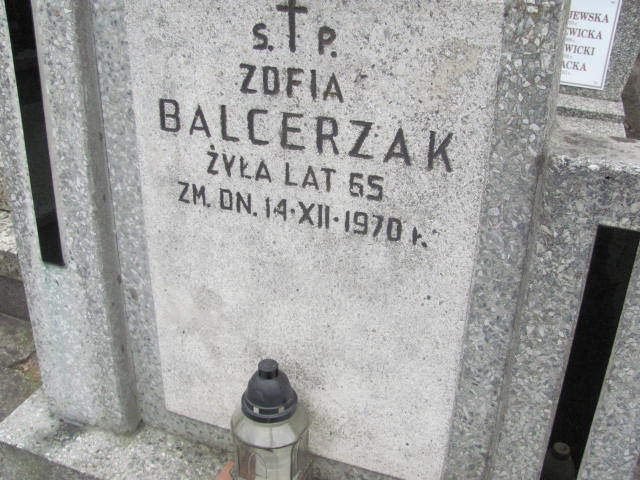 S. P.
ZOFIA
BALCERZAK
ŻYŁA LAT 65
ZM. DN. 14·XII·1970 r.